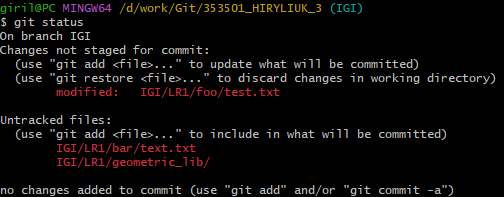 giril@PC MINGW64 /d/work/Git/353501_HIRYLIUK_3 (IGI)
$ git status
On branch IGI
Changes not staged for commit:
  (use "git add <file>..." to update what will be committed)
  (use "git restore <file>..." to discard changes in working directory)
        modified:   IGI/LR1/foo/test.txt

Untracked files:
  (use "git add <file>..." to include in what will be committed)
        IGI/LR1/bar/text.txt
        IGI/LR1/geometric_lib/

no changes added to commit (use "git add" and/or "git commit -a")